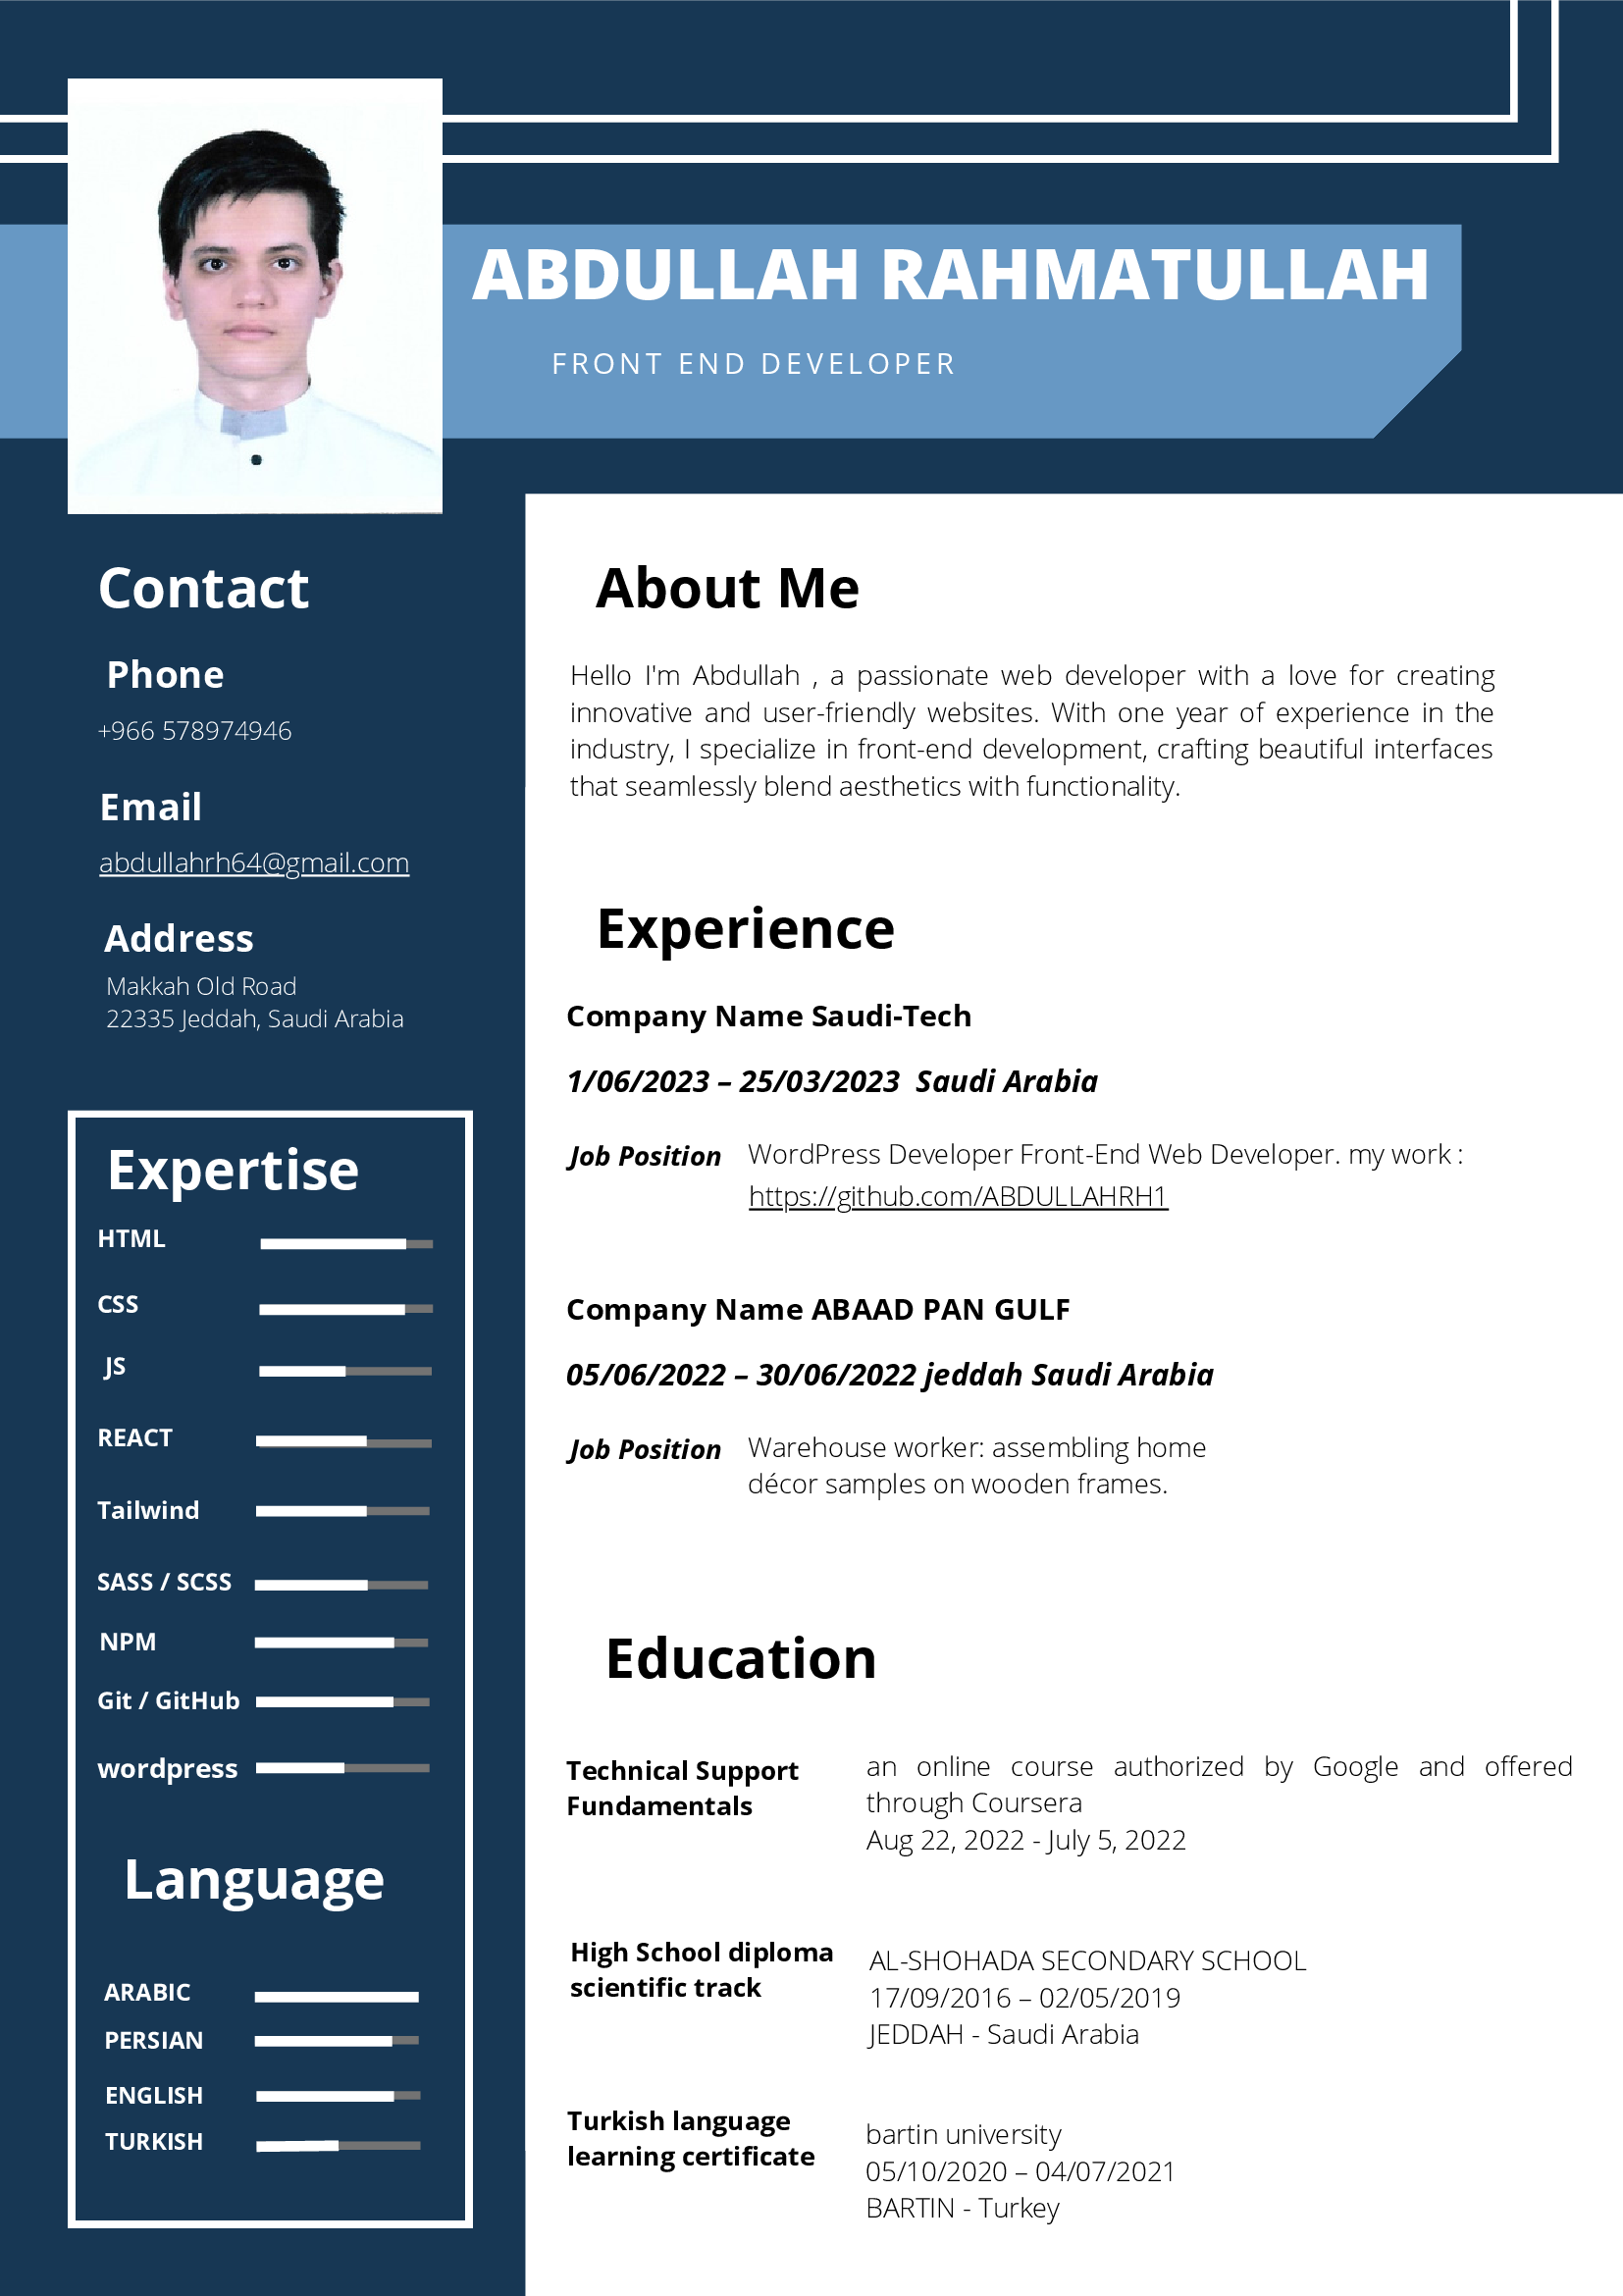 ABDULLAH RAHMATULLAH
FRONT END DEVELOPER
Contact
Phone
+966 578974946
Email
abdullahrh64@gmail.com
Address
Makkah Old Road
22335 Jeddah, Saudi Arabia
Expertise
HTML
CSS
JS
REACT
Tailwind
SASS / SCSS
NPM
Git / GitHub
wordpress
Language
ARABIC
PERSIAN
ENGLISH
TURKISH
About Me
Hello I'm Abdullah , a passionate web developer with a love for creating
innovative and user-friendly websites. With one year of experience in the
industry, I specialize in front-end development, crafting beautiful interfaces
that seamlessly blend aesthetics with functionality.
Experience
Company Name Saudi-Tech
1/06/2023 – 25/03/2023 Saudi Arabia
Job Position WordPress Developer Front-End Web Developer. my work :
https://github.com/ABDULLAHRH1
Company Name ABAAD PAN GULF
05/06/2022 – 30/06/2022 jeddah Saudi Arabia
Job Position Warehouse worker: assembling home
décor samples on wooden frames.
Education
Technical Support
Fundamentals
an online course authorized by Google and offered
through Coursera
Aug 22, 2022 - July 5, 2022
High School diploma
scientific track
AL-SHOHADA SECONDARY SCHOOL
17/09/2016 – 02/05/2019
JEDDAH - Saudi Arabia
Turkish language
learning certificate
bartin university
05/10/2020 – 04/07/2021
BARTIN - Turkey